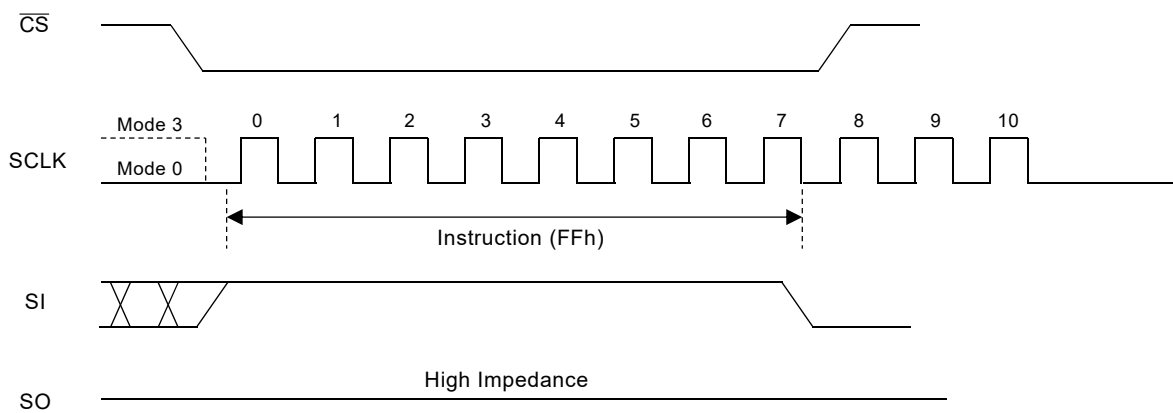 CS
Mode 3
0 1 2 3 4 5 6 7 8 9 10
SCLK
Mode 0
Instruction (FFh)
SI
High Impedance
SO